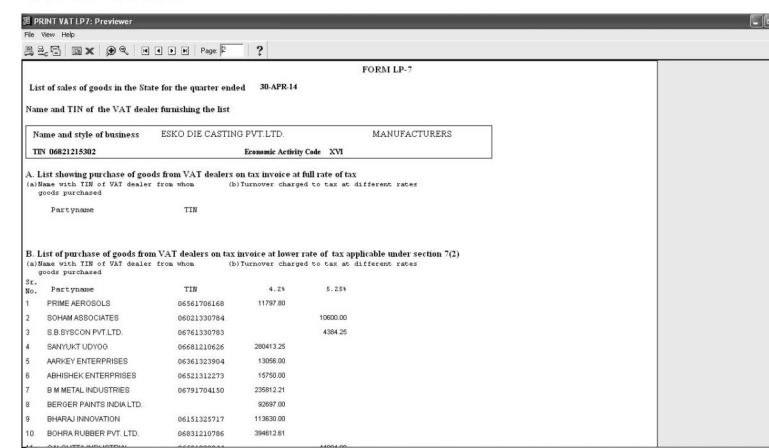 PRINT VAT LP7: Previewer
File View Help
Page: 2 ?
FORM LP-7
List of sales of goods in the State for the quarter ended 30-APR-14
Name and TIN of the VAT dealer furnishing the list
Name and style of business ESKO DIE CASTING PVT.LTD. MANUFACTURERS
TIN 06821215302 Economic Activity Code XVI
A. List showing purchase of goods from VAT dealers on tax invoice at full rate of tax
(a)Name with TIN of VAT dealer from whom (b)Turnover charged to tax at different rates
goods purchased
Partyname TIN
B. List of purchase of goods from VAT dealers on tax invoice at lower rate of tax applicable under section 7(2)
(a)Name with TIN of VAT dealer from whom (b)Turnover charged to tax at different rates
goods purchased
Sr.
No. Partyname TIN 4.2% 5.25%
1 PRIME AEROSOLS 06561706168 11797.80
2 SOHAM ASSOCIATES 06021330784 10600.00
3 S.B.SYSCON PVT.LTD. 06761330783 4384.25
4 SANYUKT UDYOG 06681210626 280413.25
5 AARKEY ENTERPRISES 06361323904 13056.00
6 ABHISHEK ENTERPRISES 06521312273 15750.00
7 B M METAL INDUSTRIES 06791704150 235812.21
8 BERGER PAINTS INDIA LTD. 92697.00
9 BHARAJ INNOVATION 06151325717 113630.00
10 BOHRA RUBBER PVT. LTD. 06831210786 394612.61